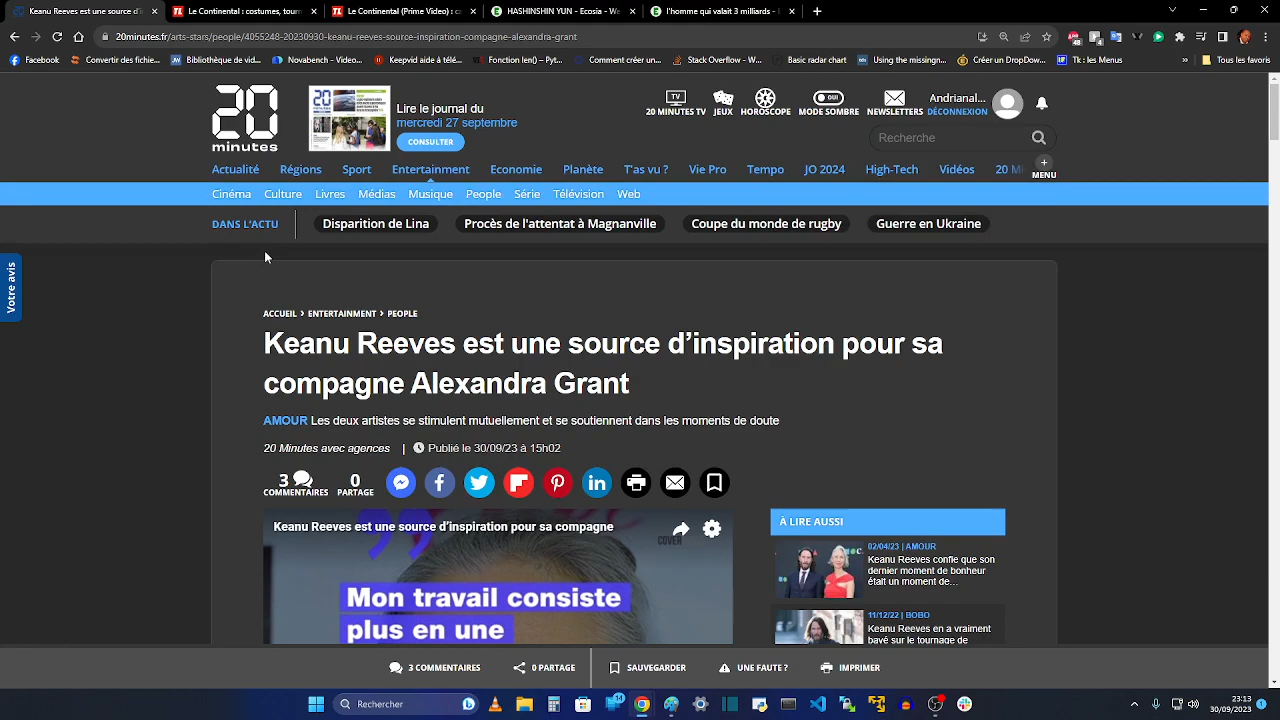 Keanu Reeves est une source d'in
Le Continental : costumes, tourn
Le Continental (Prime Video) : ca
HASHINSHIN YUN - Ecosia - We
l'homme qui valait 3 milliards -
20minutes.fr/arts-stars/people/4055248-20230930-keanu-reeves-source-inspiration-compagne-alexandra-grant
Facebook
Convertir des fichie...
Bibliothèque de vid...
Novabench - Video...
Keepvid aidé à télé...
Fonction len() – Pyt...
Comment créer un...
Stack Overflow - W...
Basic radar chart
Using the missingn...
Créer un DropDow...
Tk : les Menus
»
Tous les favoris
20 minutes
Lire le journal du
mercredi 27 septembre
CONSULTER
TV
OUI
20 MINUTES TV
JEUX
HOROSCOPE
MODE SOMBRE
NEWSLETTERS
Andrianal...
DÉCONNEXION
Recherche
Actualité Régions Sport Entertainment Economie Planète T'as vu ? Vie Pro Tempo JO 2024 High-Tech Vidéos 20 Mi
MENU
Cinéma Culture Livres Médias Musique People Série Télévision Web
DANS L'ACTU
Disparition de Lina
Procès de l'attentat à Magnanville
Coupe du monde de rugby
Guerre en Ukraine
Votre avis
ACCUEIL › ENTERTAINMENT › PEOPLE
Keanu Reeves est une source d'inspiration pour sa
compagne Alexandra Grant
AMOUR Les deux artistes se stimulent mutuellement et se soutiennent dans les moments de doute
20 Minutes avec agences | Publié le 30/09/23 à 15h02
3
COMMENTAIRES
0
PARTAGE
Keanu Reeves est une source d'inspiration pour sa compagne
COVER
Mon travail consiste
plus en une
À LIRE AUSSI
02/04/23 | AMOUR
Keanu Reeves confie que son
dernier moment de bonheur
était un moment de...
11/12/22 | BOBO
Keanu Reeves en a vraiment
bavé sur le tournage de
3 COMMENTAIRES
0 PARTAGE
SAUVEGARDER
UNE FAUTE ?
IMPRIMER
Rechercher
14
23:13
30/09/2023